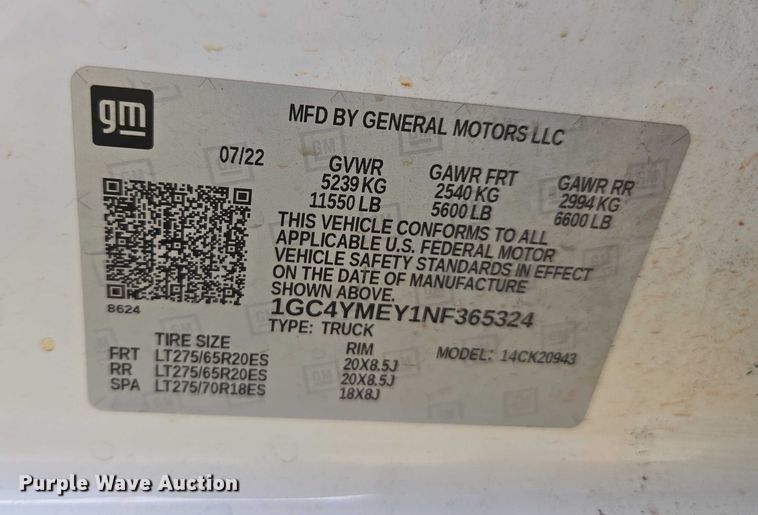 gm
MFD BY GENERAL MOTORS LLC
07/22
GVWR
5239 KG
11550 LB
GAWR FRT
2540 KG
5600 LB
GAWR RR
2994 KG
6600 LB
THIS VEHICLE CONFORMS TO ALL
APPLICABLE U.S. FEDERAL MOTOR
VEHICLE SAFETY STANDARDS IN EFFECT
ON THE DATE OF MANUFACTURE
SHOWN ABOVE.
8624
1GC4YMEY1NF365324
TYPE: TRUCK
MODEL: 14CK20943
TIRE SIZE RIM
FRT LT275/65R20ES 20X8.5J
RR LT275/65R20ES 20X8.5J
SPA LT275/70R18ES 18X8J
Purple Wave Auction